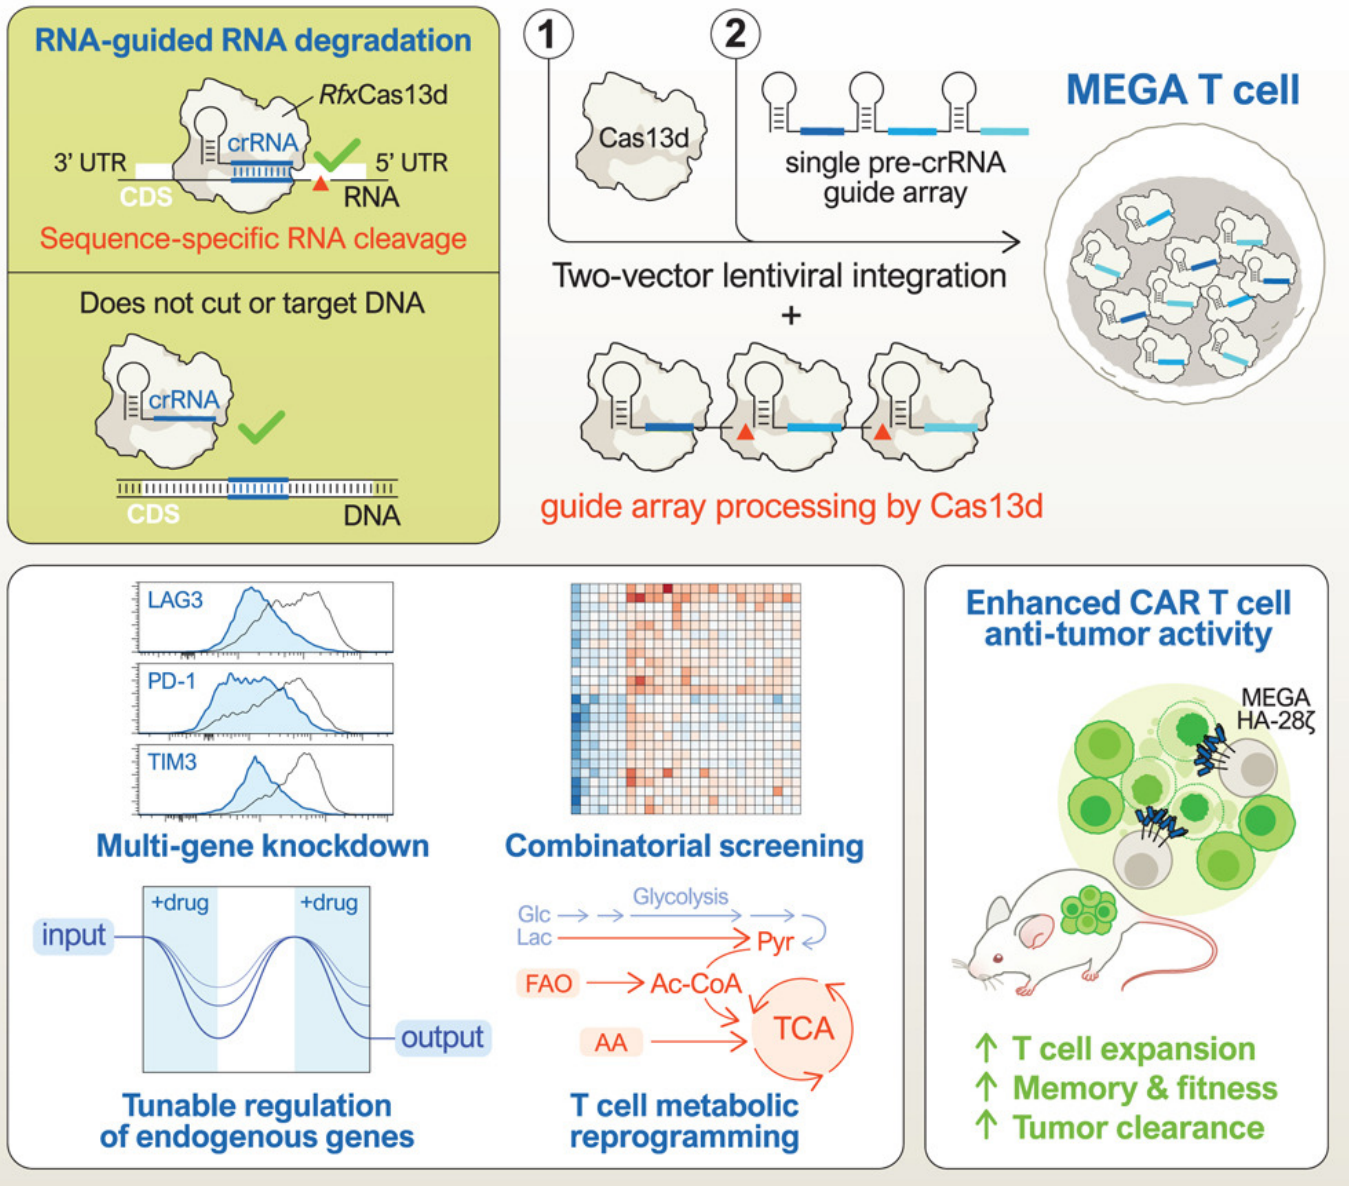 RNA-guided RNA degradation
RfxCas13d
crRNA
3’ UTR
5’ UTR
CDS
RNA
Sequence-specific RNA cleavage
Does not cut or target DNA
crRNA
CDS
DNA
1
2
Cas13d
single pre-crRNA
guide array
Two-vector lentiviral integration
+
guide array processing by Cas13d
MEGA T cell
LAG3
PD-1
TIM3
Multi-gene knockdown
Combinatorial screening
+drug
+drug
input
output
Tunable regulation
of endogenous genes
Glycolysis
Glc
Lac
Pyr
FAO
Ac-CoA
AA
TCA
T cell metabolic
reprogramming
Enhanced CAR T cell
anti-tumor activity
MEGA
HA-28ζ
↑ T cell expansion
↑ Memory & fitness
↑ Tumor clearance